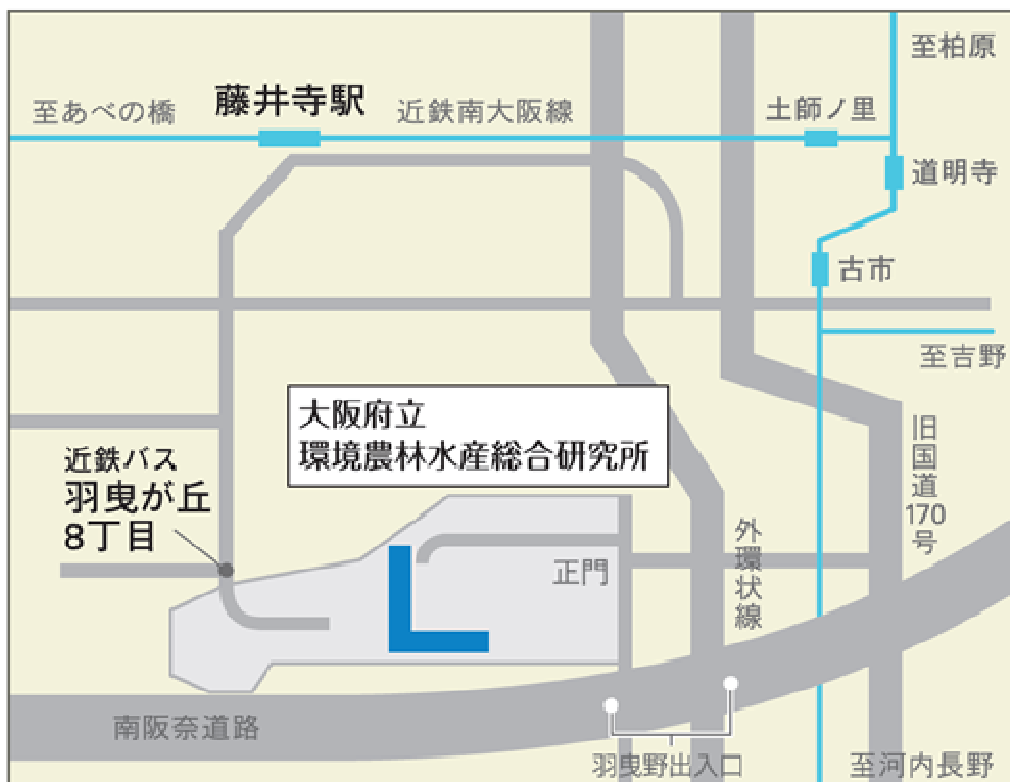 至柏原
藤井寺駅
至あべの橋
近鉄南大阪線
土師ノ里
道明寺
古市
至吉野
大阪府立
環境農林水産総合研究所
近鉄バス
羽曳が丘
8丁目
旧国道170号
外環状線
正門
南阪奈道路
羽曳野出入口
至河内長野